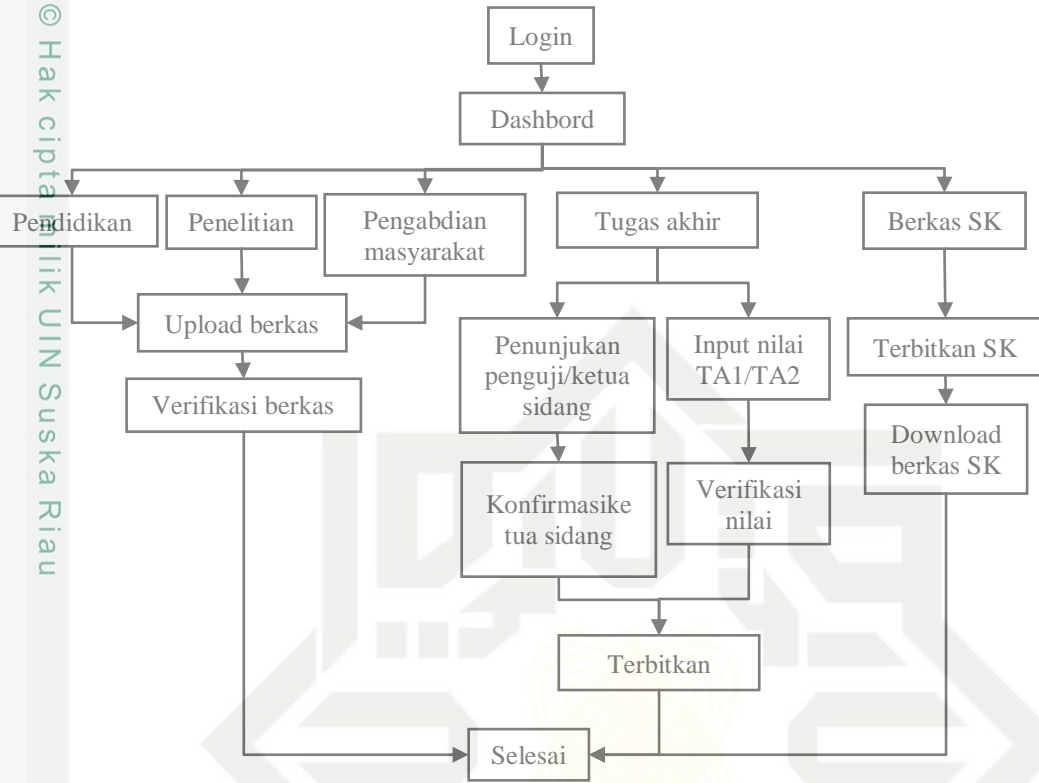 © Hak cipta milik UIN Suska Riau
Login
Dashbord
Pendidikan
Penelitian
Pengabdian
masyarakat
Tugas akhir
Berkas SK
Upload berkas
Penunjukan
penguji/ketua
sidang
Input nilai
TA1/TA2
Terbitkan SK
Verifikasi berkas
Download
berkas SK
Konfirmasike
tua sidang
Verifikasi
nilai
Terbitkan
Selesai